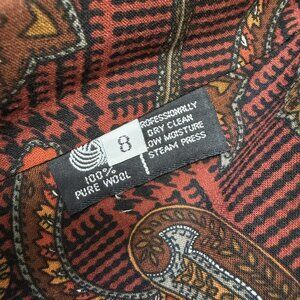 8
100%
PURE WOOL
PROFESSIONALLY
DRY CLEAN
LOW MOISTURE
STEAM PRESS